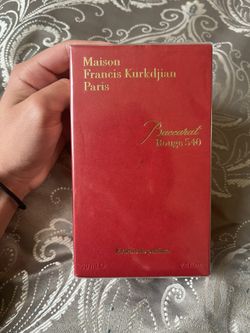 Maison
Francis Kurkdjian
Paris
Baccarat
Rouge 540